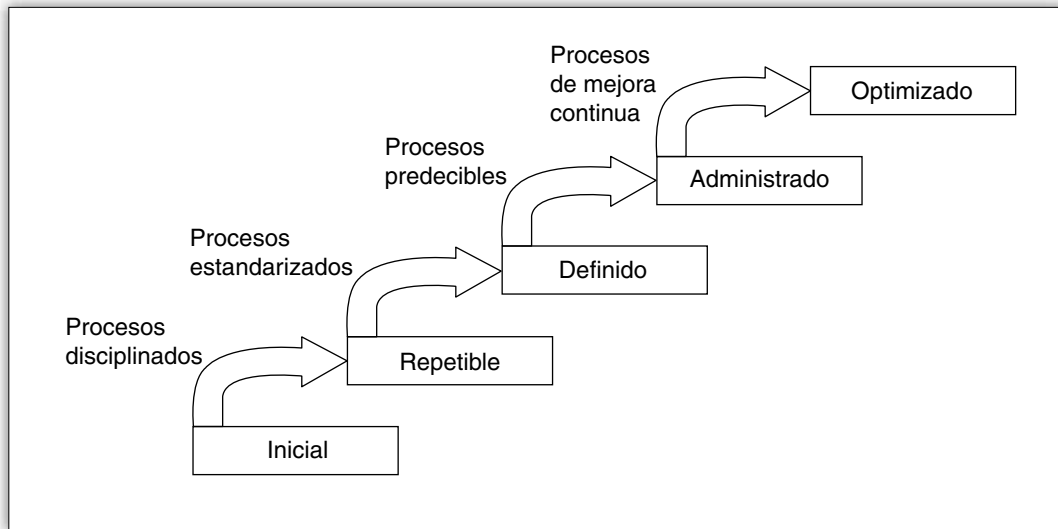 Procesos
de mejora
continua
Optimizado
Procesos
predecibles
Administrado
Procesos
estandarizados
Definido
Procesos
disciplinados
Repetible
Inicial